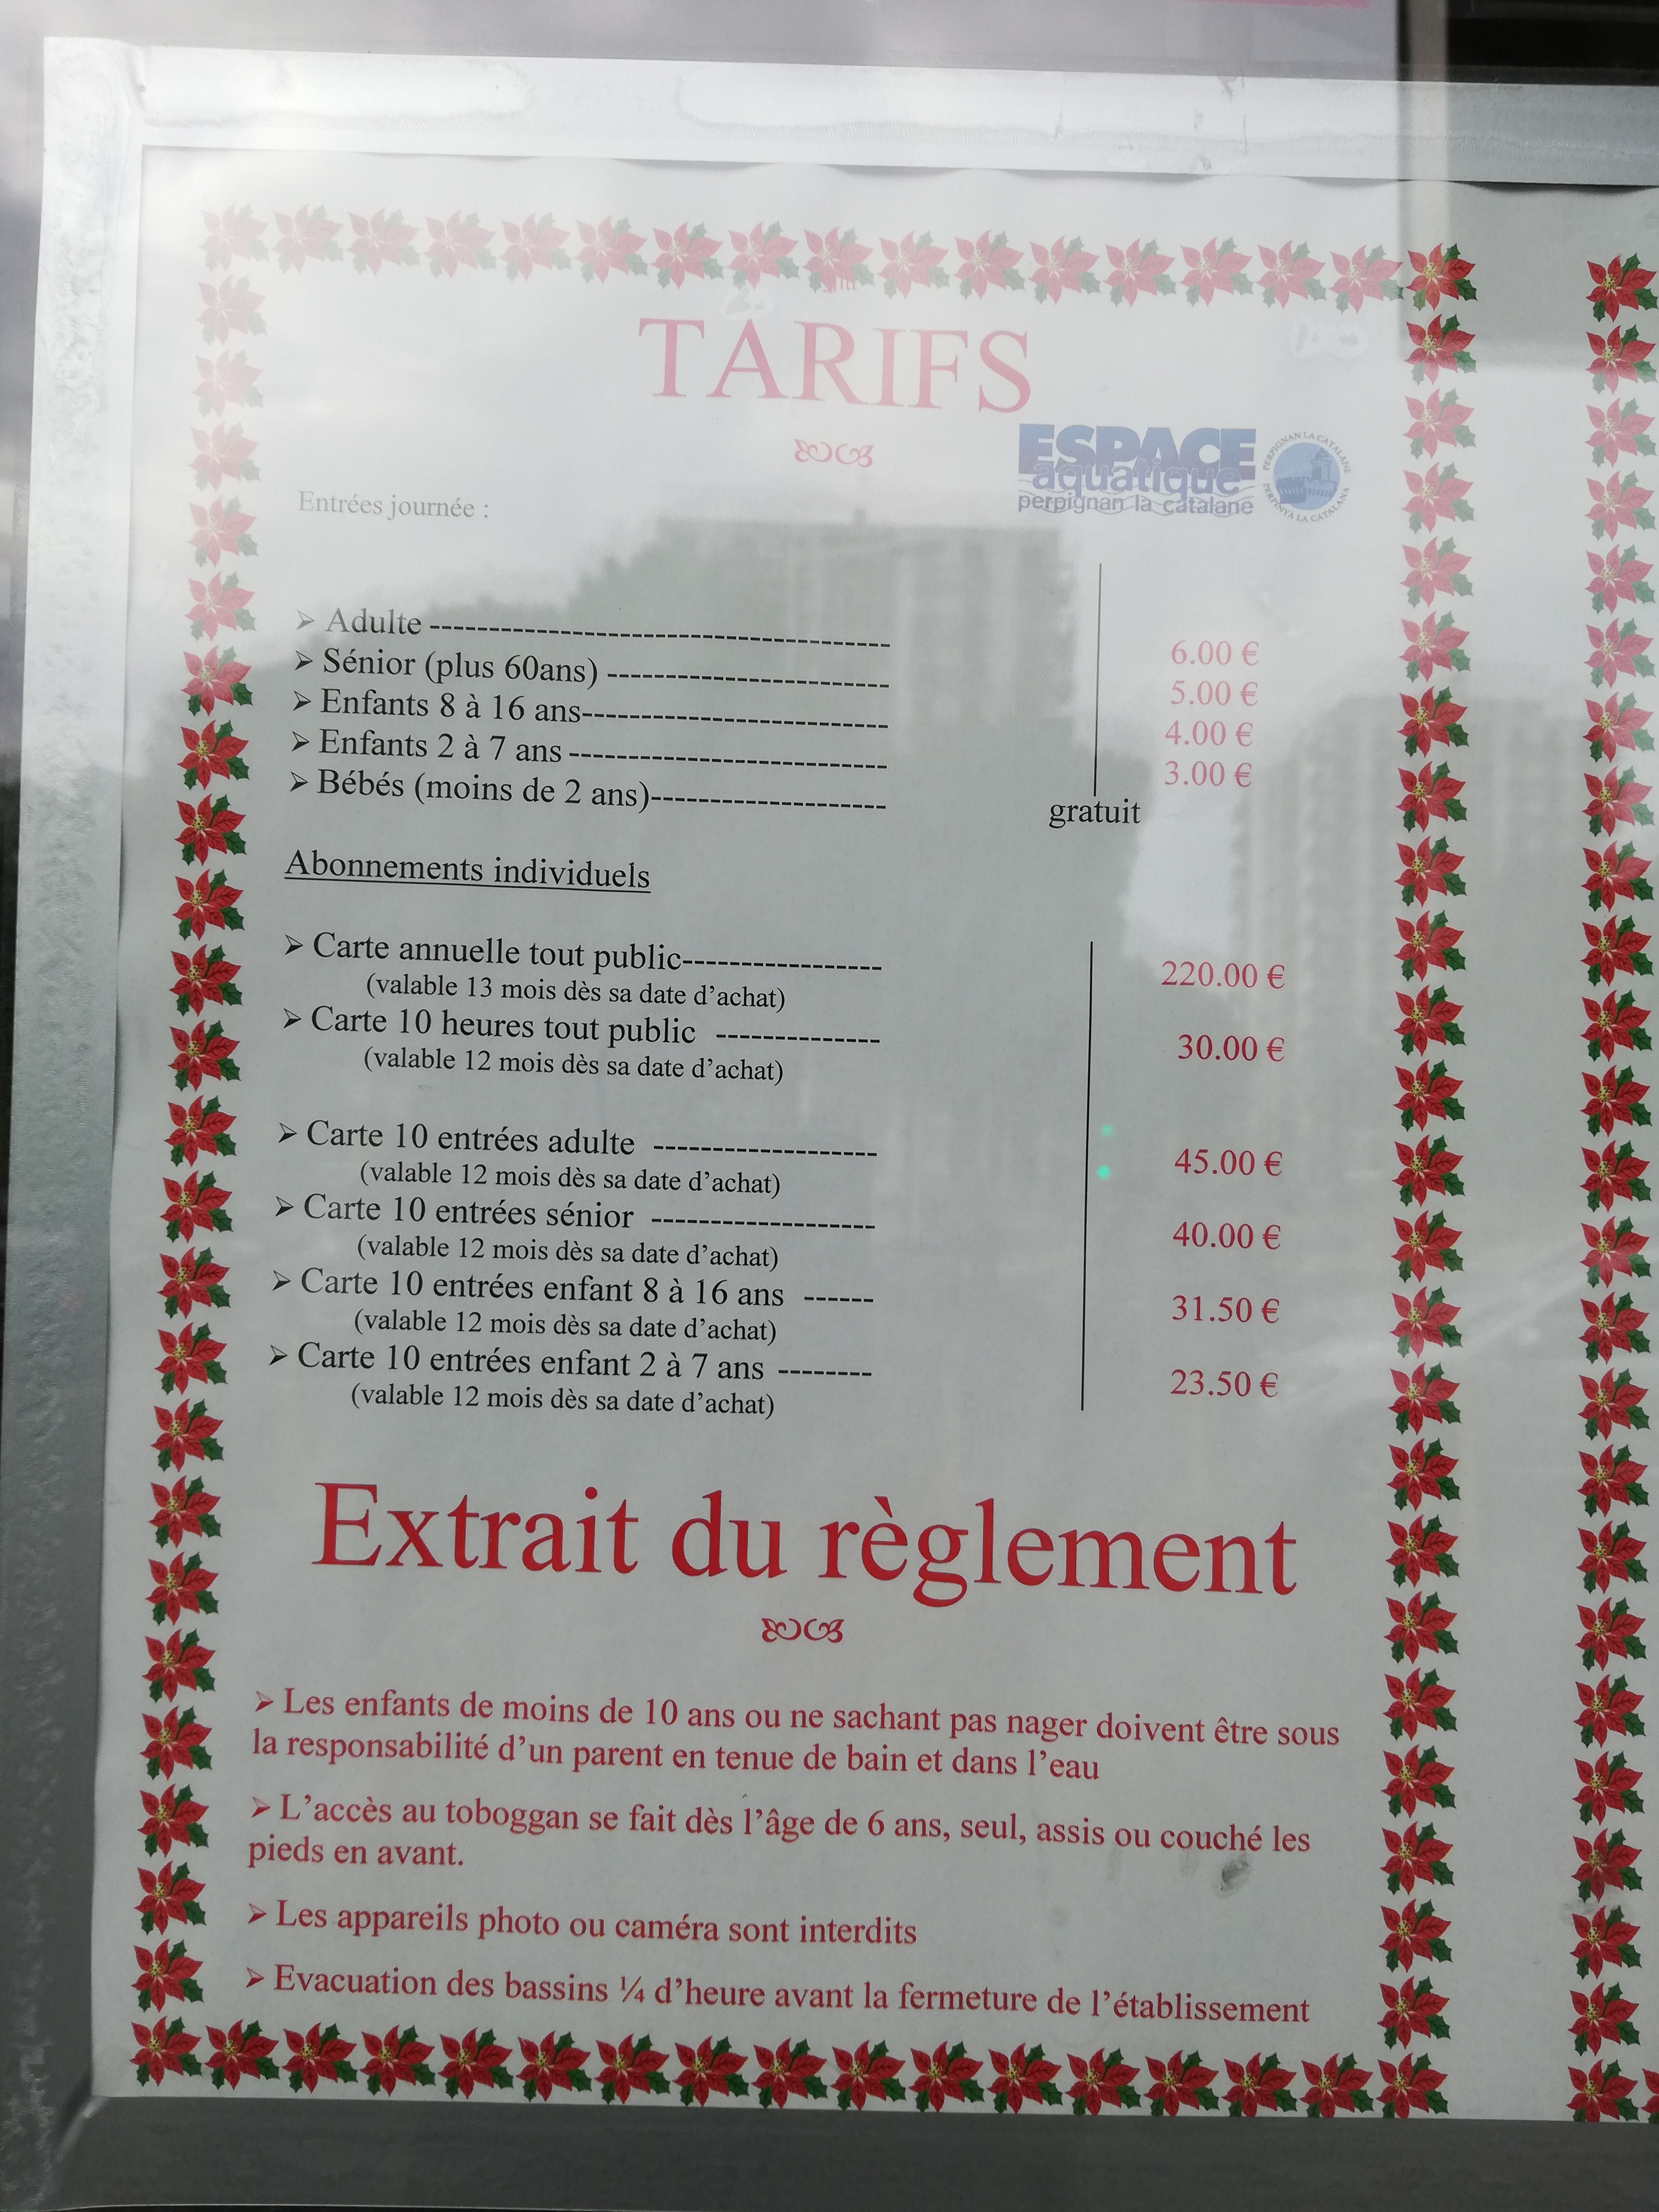 TARIFS
ESPACE
aquatique
perpignan la catalane
PERPIGNAN LA CATALANE
PERPINYÀ LA CATALANA
Entrées journée :
➢ Adulte -------------------------------------- 6.00 €
➢ Sénior (plus 60ans) ------------------------ 5.00 €
➢ Enfants 8 à 16 ans-------------------------- 4.00 €
➢ Enfants 2 à 7 ans --------------------------- 3.00 €
➢ Bébés (moins de 2 ans)-------------------- gratuit
Abonnements individuels
➢ Carte annuelle tout public----------------- 220.00 €
(valable 13 mois dès sa date d’achat)
➢ Carte 10 heures tout public -------------- 30.00 €
(valable 12 mois dès sa date d’achat)
➢ Carte 10 entrées adulte ------------------- 45.00 €
(valable 12 mois dès sa date d’achat)
➢ Carte 10 entrées sénior ------------------- 40.00 €
(valable 12 mois dès sa date d’achat)
➢ Carte 10 entrées enfant 8 à 16 ans ------ 31.50 €
(valable 12 mois dès sa date d’achat)
➢ Carte 10 entrées enfant 2 à 7 ans -------- 23.50 €
(valable 12 mois dès sa date d’achat)
Extrait du règlement
➢ Les enfants de moins de 10 ans ou ne sachant pas nager doivent être sous
la responsabilité d’un parent en tenue de bain et dans l’eau
➢ L’accès au toboggan se fait dès l’âge de 6 ans, seul, assis ou couché les
pieds en avant.
➢ Les appareils photo ou caméra sont interdits
➢ Evacuation des bassins ¼ d’heure avant la fermeture de l’établissement